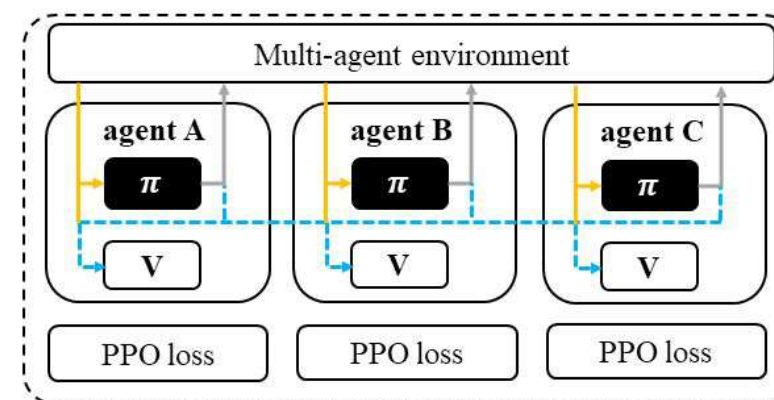 Multi-agent environment
agent A
agent B
agent C
π
π
π
V
V
V
PPO loss
PPO loss
PPO loss